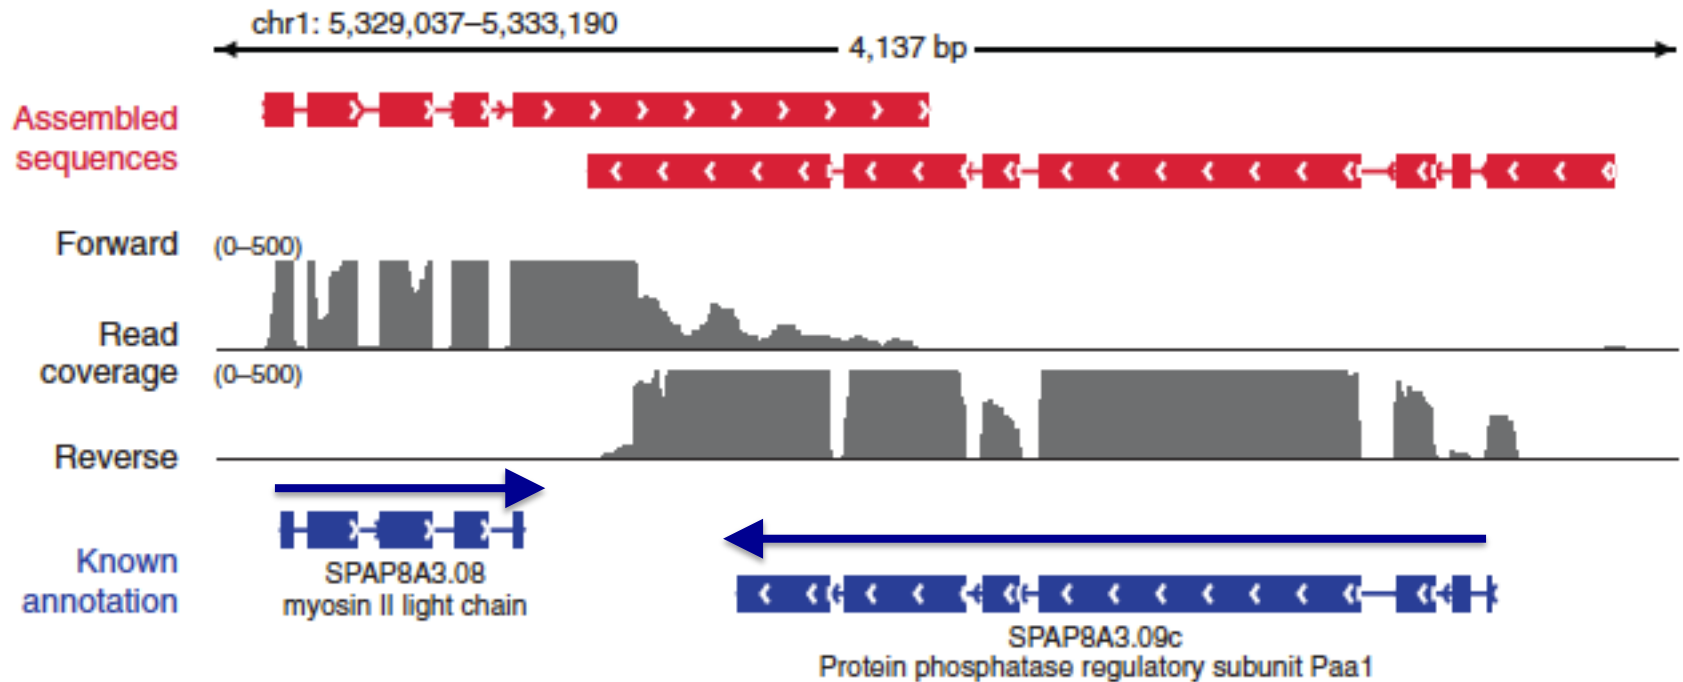 chr1: 5,329,037–5,333,190
4,137 bp
Assembled
sequences
Forward
(0–500)
Read
coverage
(0–500)
Reverse
Known
annotation
SPAP8A3.08
myosin II light chain
SPAP8A3.09c
Protein phosphatase regulatory subunit Paa1